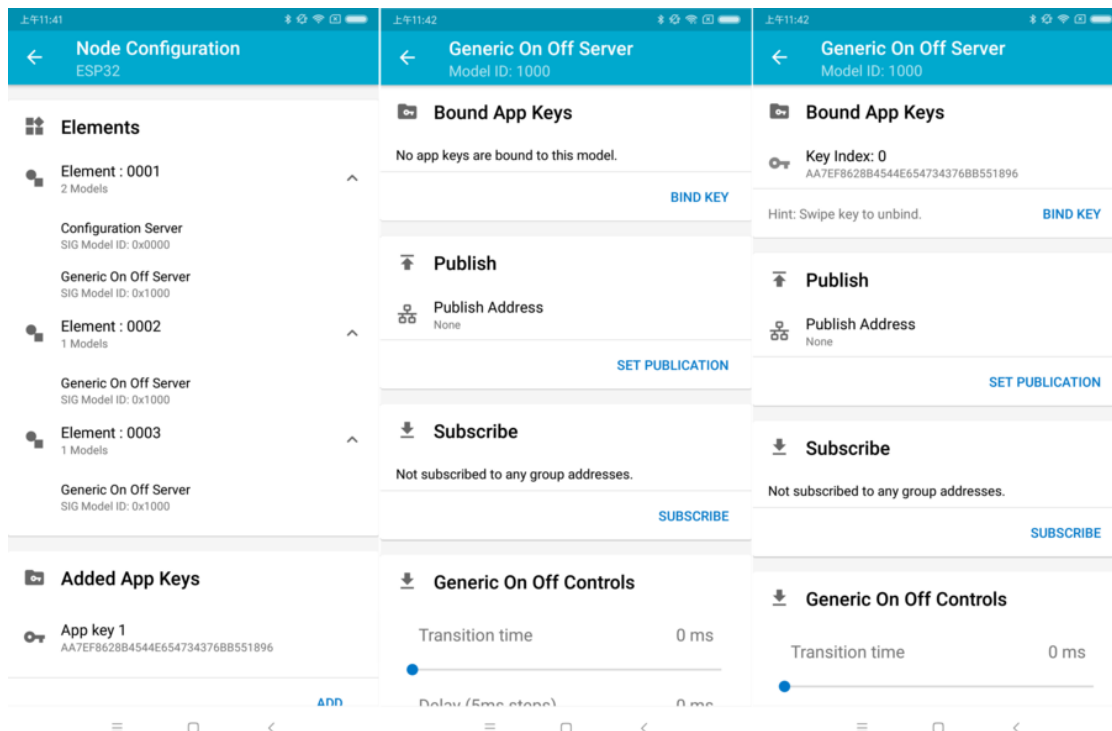 上午11:41
Node Configuration
ESP32
Elements
Element : 0001
2 Models
Configuration Server
SIG Model ID: 0x0000
Generic On Off Server
SIG Model ID: 0x1000
Element : 0002
1 Models
Generic On Off Server
SIG Model ID: 0x1000
Element : 0003
1 Models
Generic On Off Server
SIG Model ID: 0x1000
Added App Keys
App key 1
AA7EF8628B4544E654734376BB551896
ADD
上午11:42
Generic On Off Server
Model ID: 1000
Bound App Keys
No app keys are bound to this model.
BIND KEY
Publish
Publish Address
None
SET PUBLICATION
Subscribe
Not subscribed to any group addresses.
SUBSCRIBE
Generic On Off Controls
Transition time 0 ms
Delay (5ms steps) 0 ms
上午11:42
Generic On Off Server
Model ID: 1000
Bound App Keys
Key Index: 0
AA7EF8628B4544E654734376BB551896
Hint: Swipe key to unbind. BIND KEY
Publish
Publish Address
None
SET PUBLICATION
Subscribe
Not subscribed to any group addresses.
SUBSCRIBE
Generic On Off Controls
Transition time 0 ms